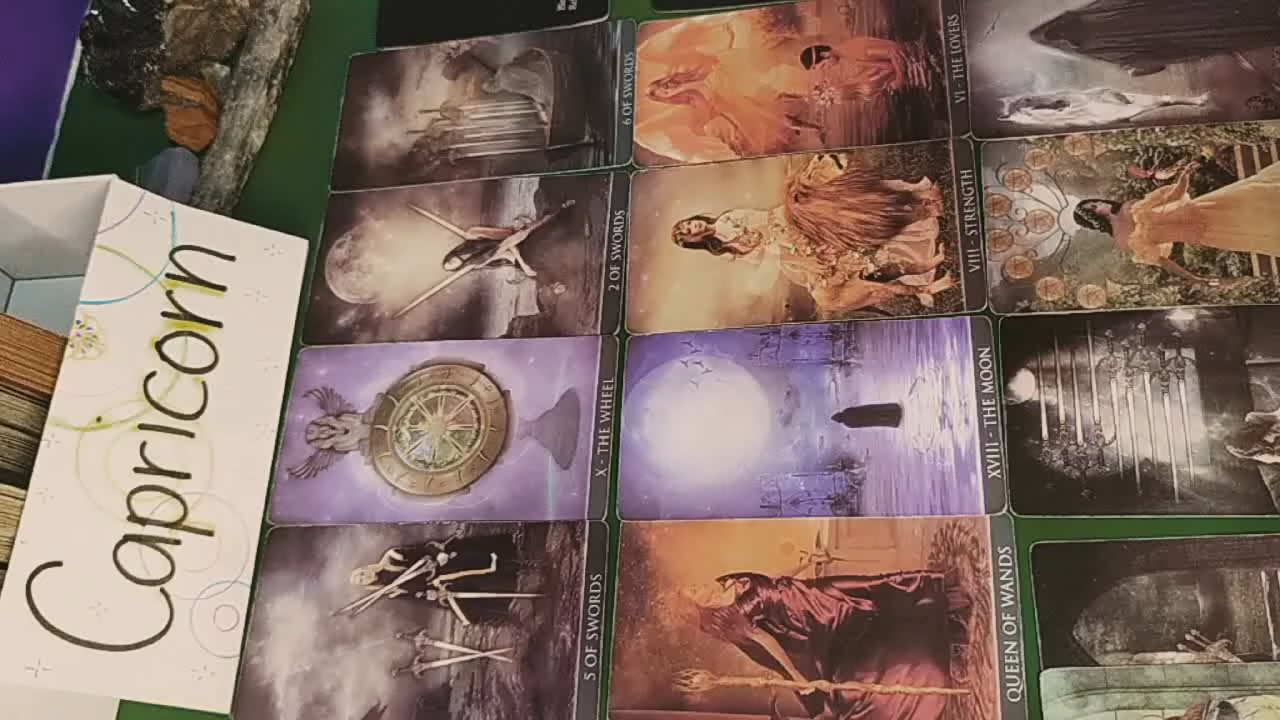 Capricorn
6 OF SWORDS
VI - THE LOVERS
2 OF SWORDS
VIII - STRENGTH
X - THE WHEEL
XVIII - THE MOON
5 OF SWORDS
QUEEN OF WANDS